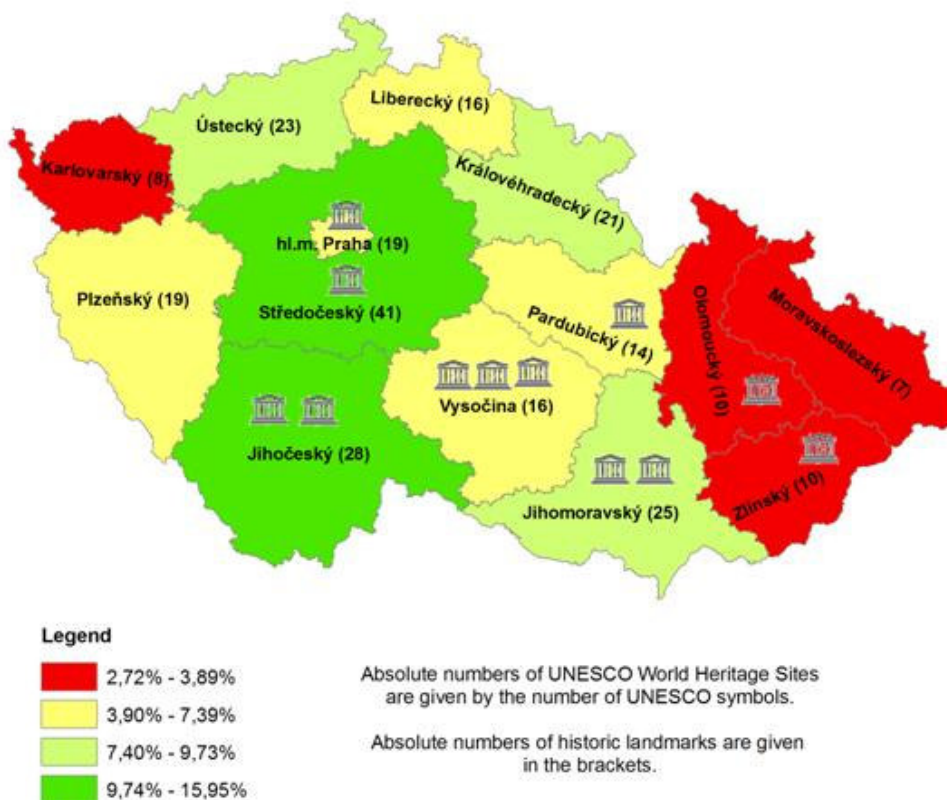 Liberecký (16)
Ústecký (23)
Karlovarský (8)
Královéhradecký (21)
hl.m. Praha (19)
Plzeňský (19)
Středočeský (41)
Pardubický (14)
Olomoucký (10)
Moravskoslezský (7)
Vysočina (16)
Jihočeský (28)
Zlínský (10)
Jihomoravský (25)
Legend
2,72% - 3,89%
3,90% - 7,39%
7,40% - 9,73%
9,74% - 15,95%
Absolute numbers of UNESCO World Heritage Sites
are given by the number of UNESCO symbols.
Absolute numbers of historic landmarks are given
in the brackets.